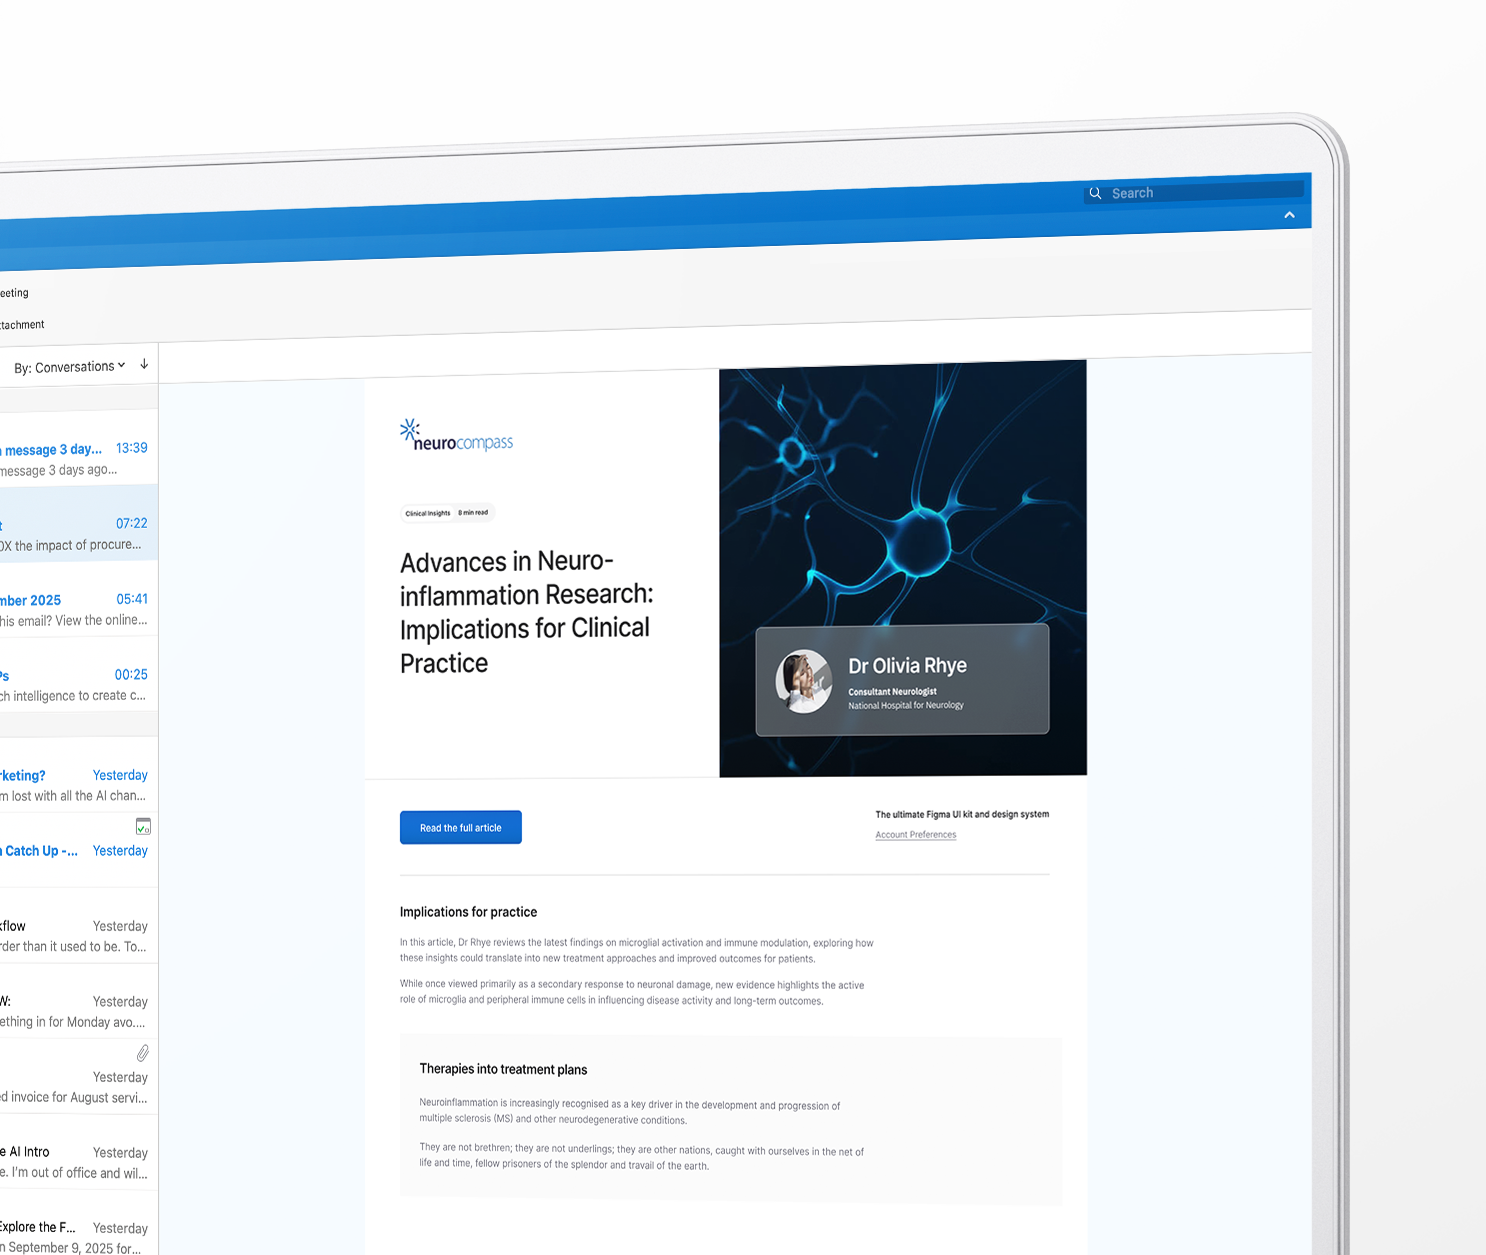 Search
eeting
tachment
By: Conversations
message 3 day... 13:39
message 3 days ago...
t 07:22
OX the impact of procure...
mber 2025 05:41
his email? View the online...
Ps 00:25
ch intelligence to create c...
rketing? Yesterday
m lost with all the AI chan...
Catch Up -... Yesterday
kflow Yesterday
rder than it used to be. To...
W: Yesterday
ething in for Monday avo....
Yesterday
ed invoice for August servi...
e AI Intro Yesterday
e. I'm out of office and wil...
Explore the F... Yesterday
n September 9, 2025 for...
neurocompass
Clinical Insights 8 min read
Advances in Neuro-
inflammation Research:
Implications for Clinical
Practice
Dr Olivia Rhye
Consultant Neurologist
National Hospital for Neurology
Read the full article
The ultimate Figma UI kit and design system
Account Preferences
Implications for practice
In this article, Dr Rhye reviews the latest findings on microglial activation and immune modulation, exploring how
these insights could translate into new treatment approaches and improved outcomes for patients.
While once viewed primarily as a secondary response to neuronal damage, new evidence highlights the active
role of microglia and peripheral immune cells in influencing disease activity and long-term outcomes.
Therapies into treatment plans
Neuroinflammation is increasingly recognised as a key driver in the development and progression of
multiple sclerosis (MS) and other neurodegenerative conditions.
They are not brethren; they are not underlings; they are other nations, caught with ourselves in the net of
life and time, fellow prisoners of the splendor and travail of the earth.